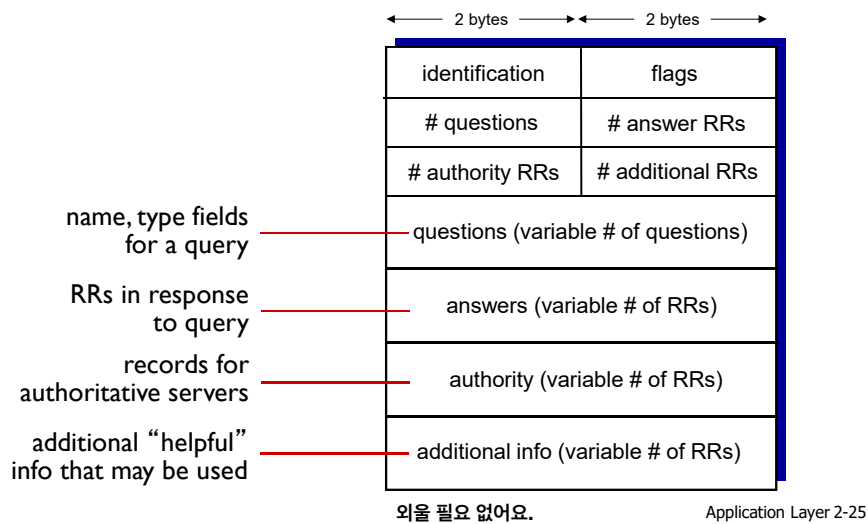 2 bytes 2 bytes
identification flags
# questions # answer RRs
# authority RRs # additional RRs
name, type fields
for a query
questions (variable # of questions)
RRs in response
to query
answers (variable # of RRs)
records for
authoritative servers
authority (variable # of RRs)
additional “helpful”
info that may be used
additional info (variable # of RRs)
외울 필요 없어요.
Application Layer 2-25